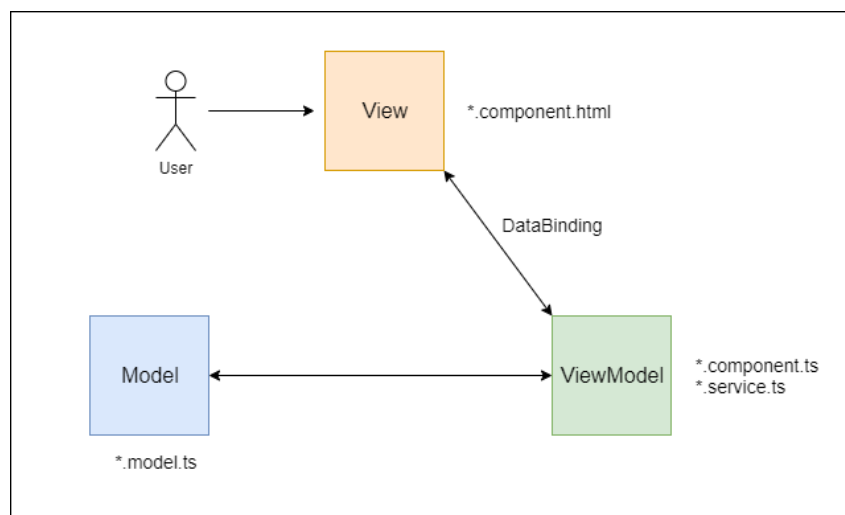 View
*.component.html
User
DataBinding
Model
ViewModel
*.component.ts
*.service.ts
*.model.ts